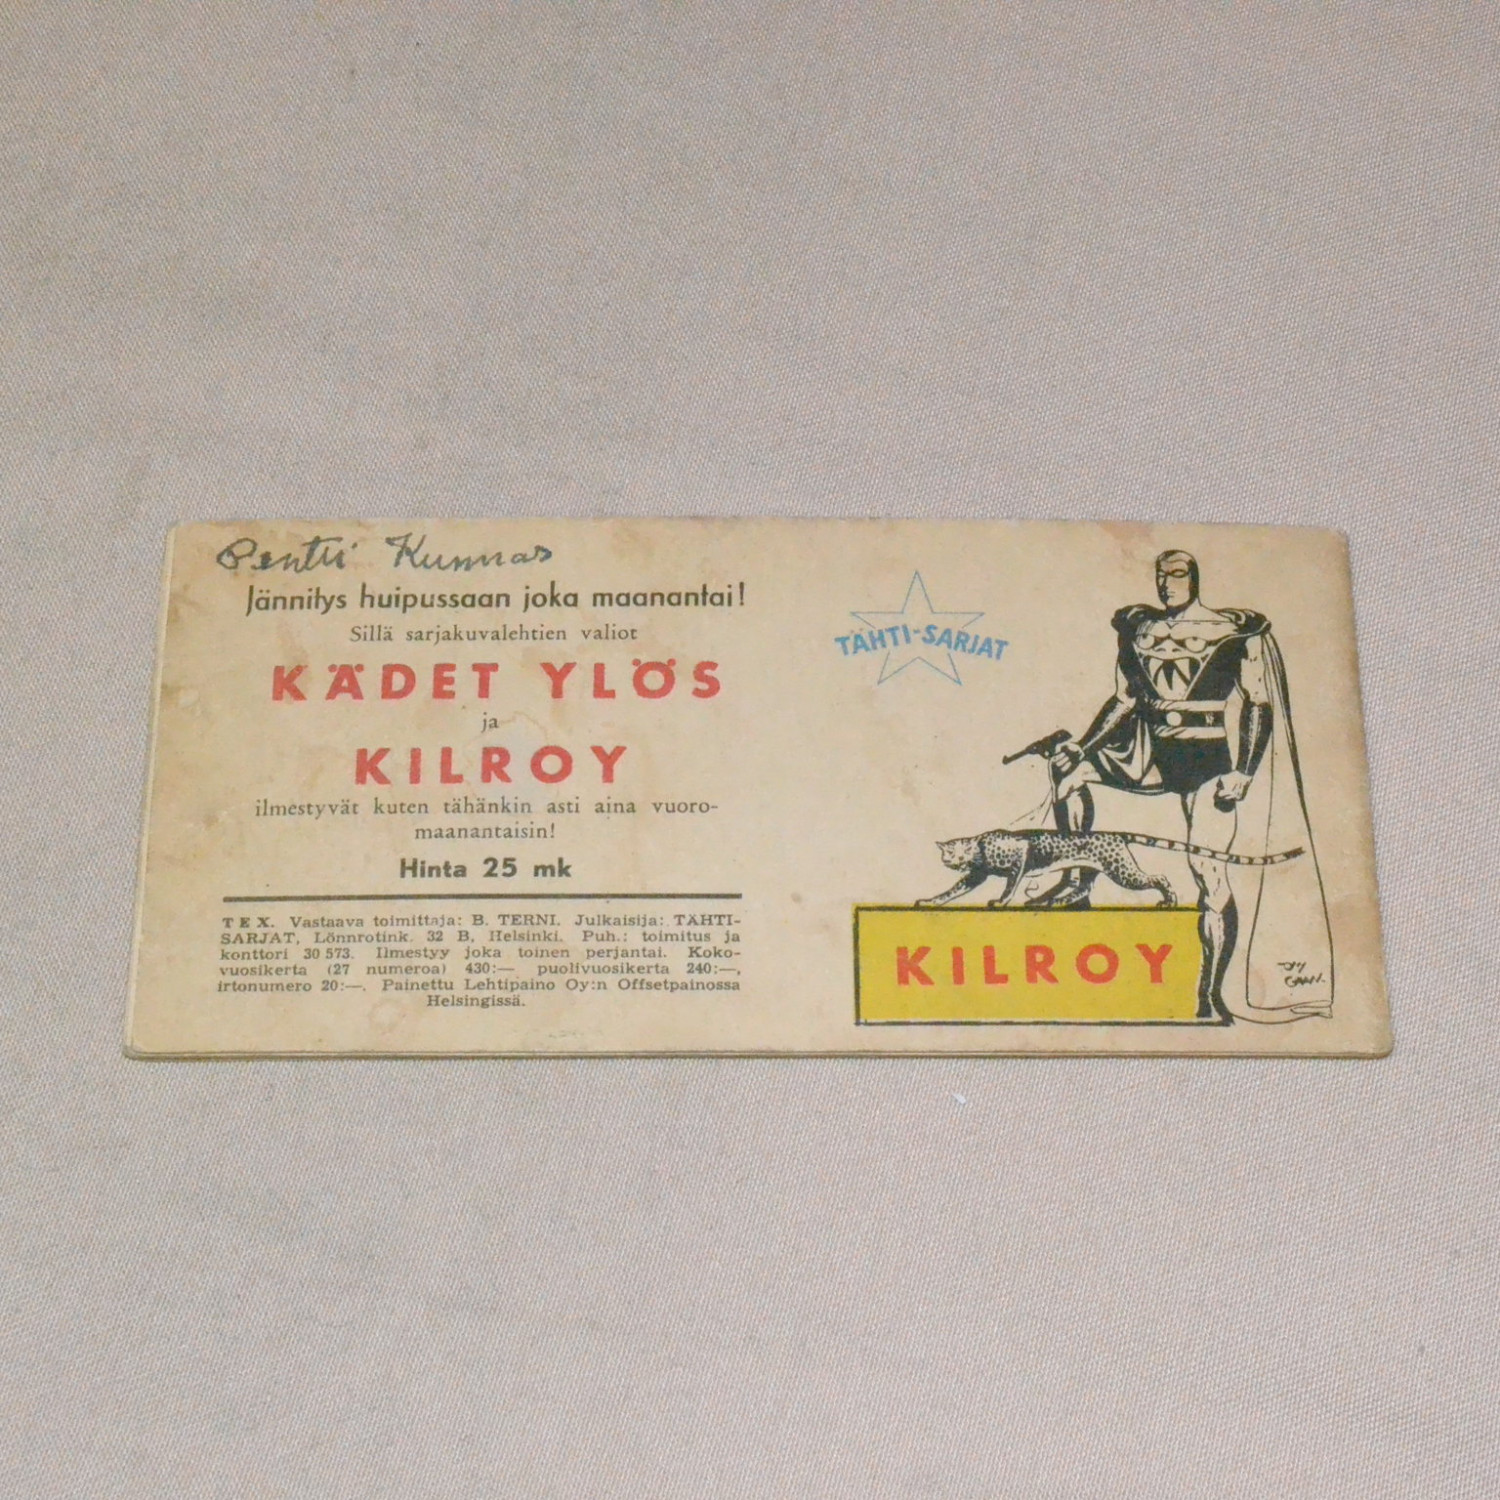 Pentti Kunnas
Jännitys huipussaan joka maanantai!
Sillä sarjakuvalehtien valiot
KÄDET YLÖS
ja
KILROY
ilmestyvät kuten tähänkin asti aina vuoro-
maanantaisin!
Hinta 25 mk
TEX. Vastaava toimittaja: B. TERNI. Julkaisija: TÄHTI-
SARJAT, Lönnrotink. 32 B, Helsinki. Puh.: toimitus ja
konttori 30 573. Ilmestyy joka toinen perjantai. Koko-
vuosikerta (27 numeroa) 430:—, puolivuosikerta 240:—,
irtonumero 20:—. Painettu Lehtipaino Oy:n Offsetpainossa
Helsingissä.
TÄHTI-SARJAT
KILROY